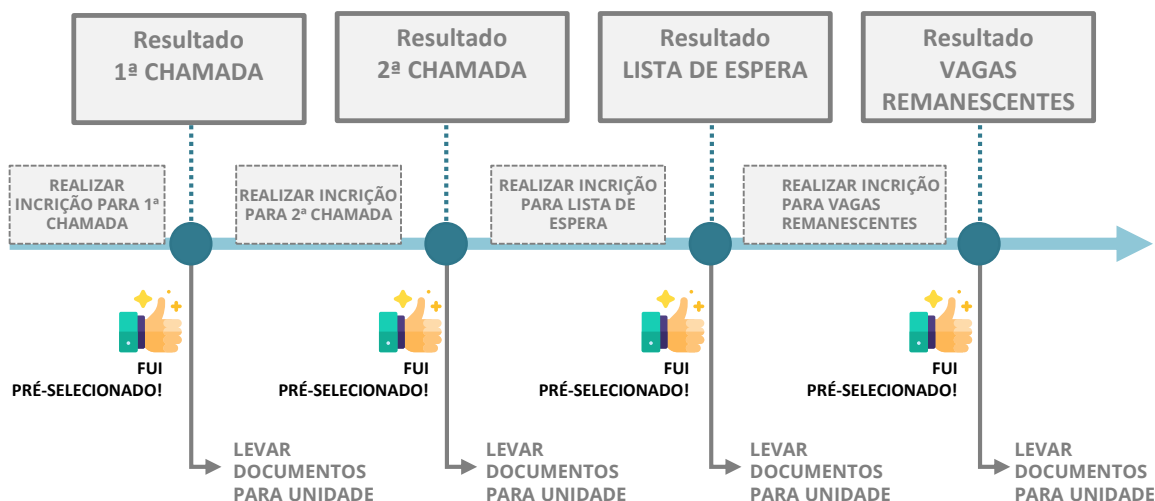 Resultado
1ª CHAMADA
Resultado
2ª CHAMADA
Resultado
LISTA DE ESPERA
Resultado
VAGAS
REMANESCENTES
REALIZAR
INCRIÇÃO PARA 1ª
CHAMADA
REALIZAR INCRIÇÃO
PARA 2ª CHAMADA
REALIZAR INCRIÇÃO
PARA LISTA DE
ESPERA
REALIZAR INCRIÇÃO
PARA VAGAS
REMANESCENTES
FUI
PRÉ-SELECIONADO!
FUI
PRÉ-SELECIONADO!
FUI
PRÉ-SELECIONADO!
FUI
PRÉ-SELECIONADO!
LEVAR
DOCUMENTOS
PARA UNIDADE
LEVAR
DOCUMENTOS
PARA UNIDADE
LEVAR
DOCUMENTOS
PARA UNIDADE
LEVAR
DOCUMENTOS
PARA UNIDADE